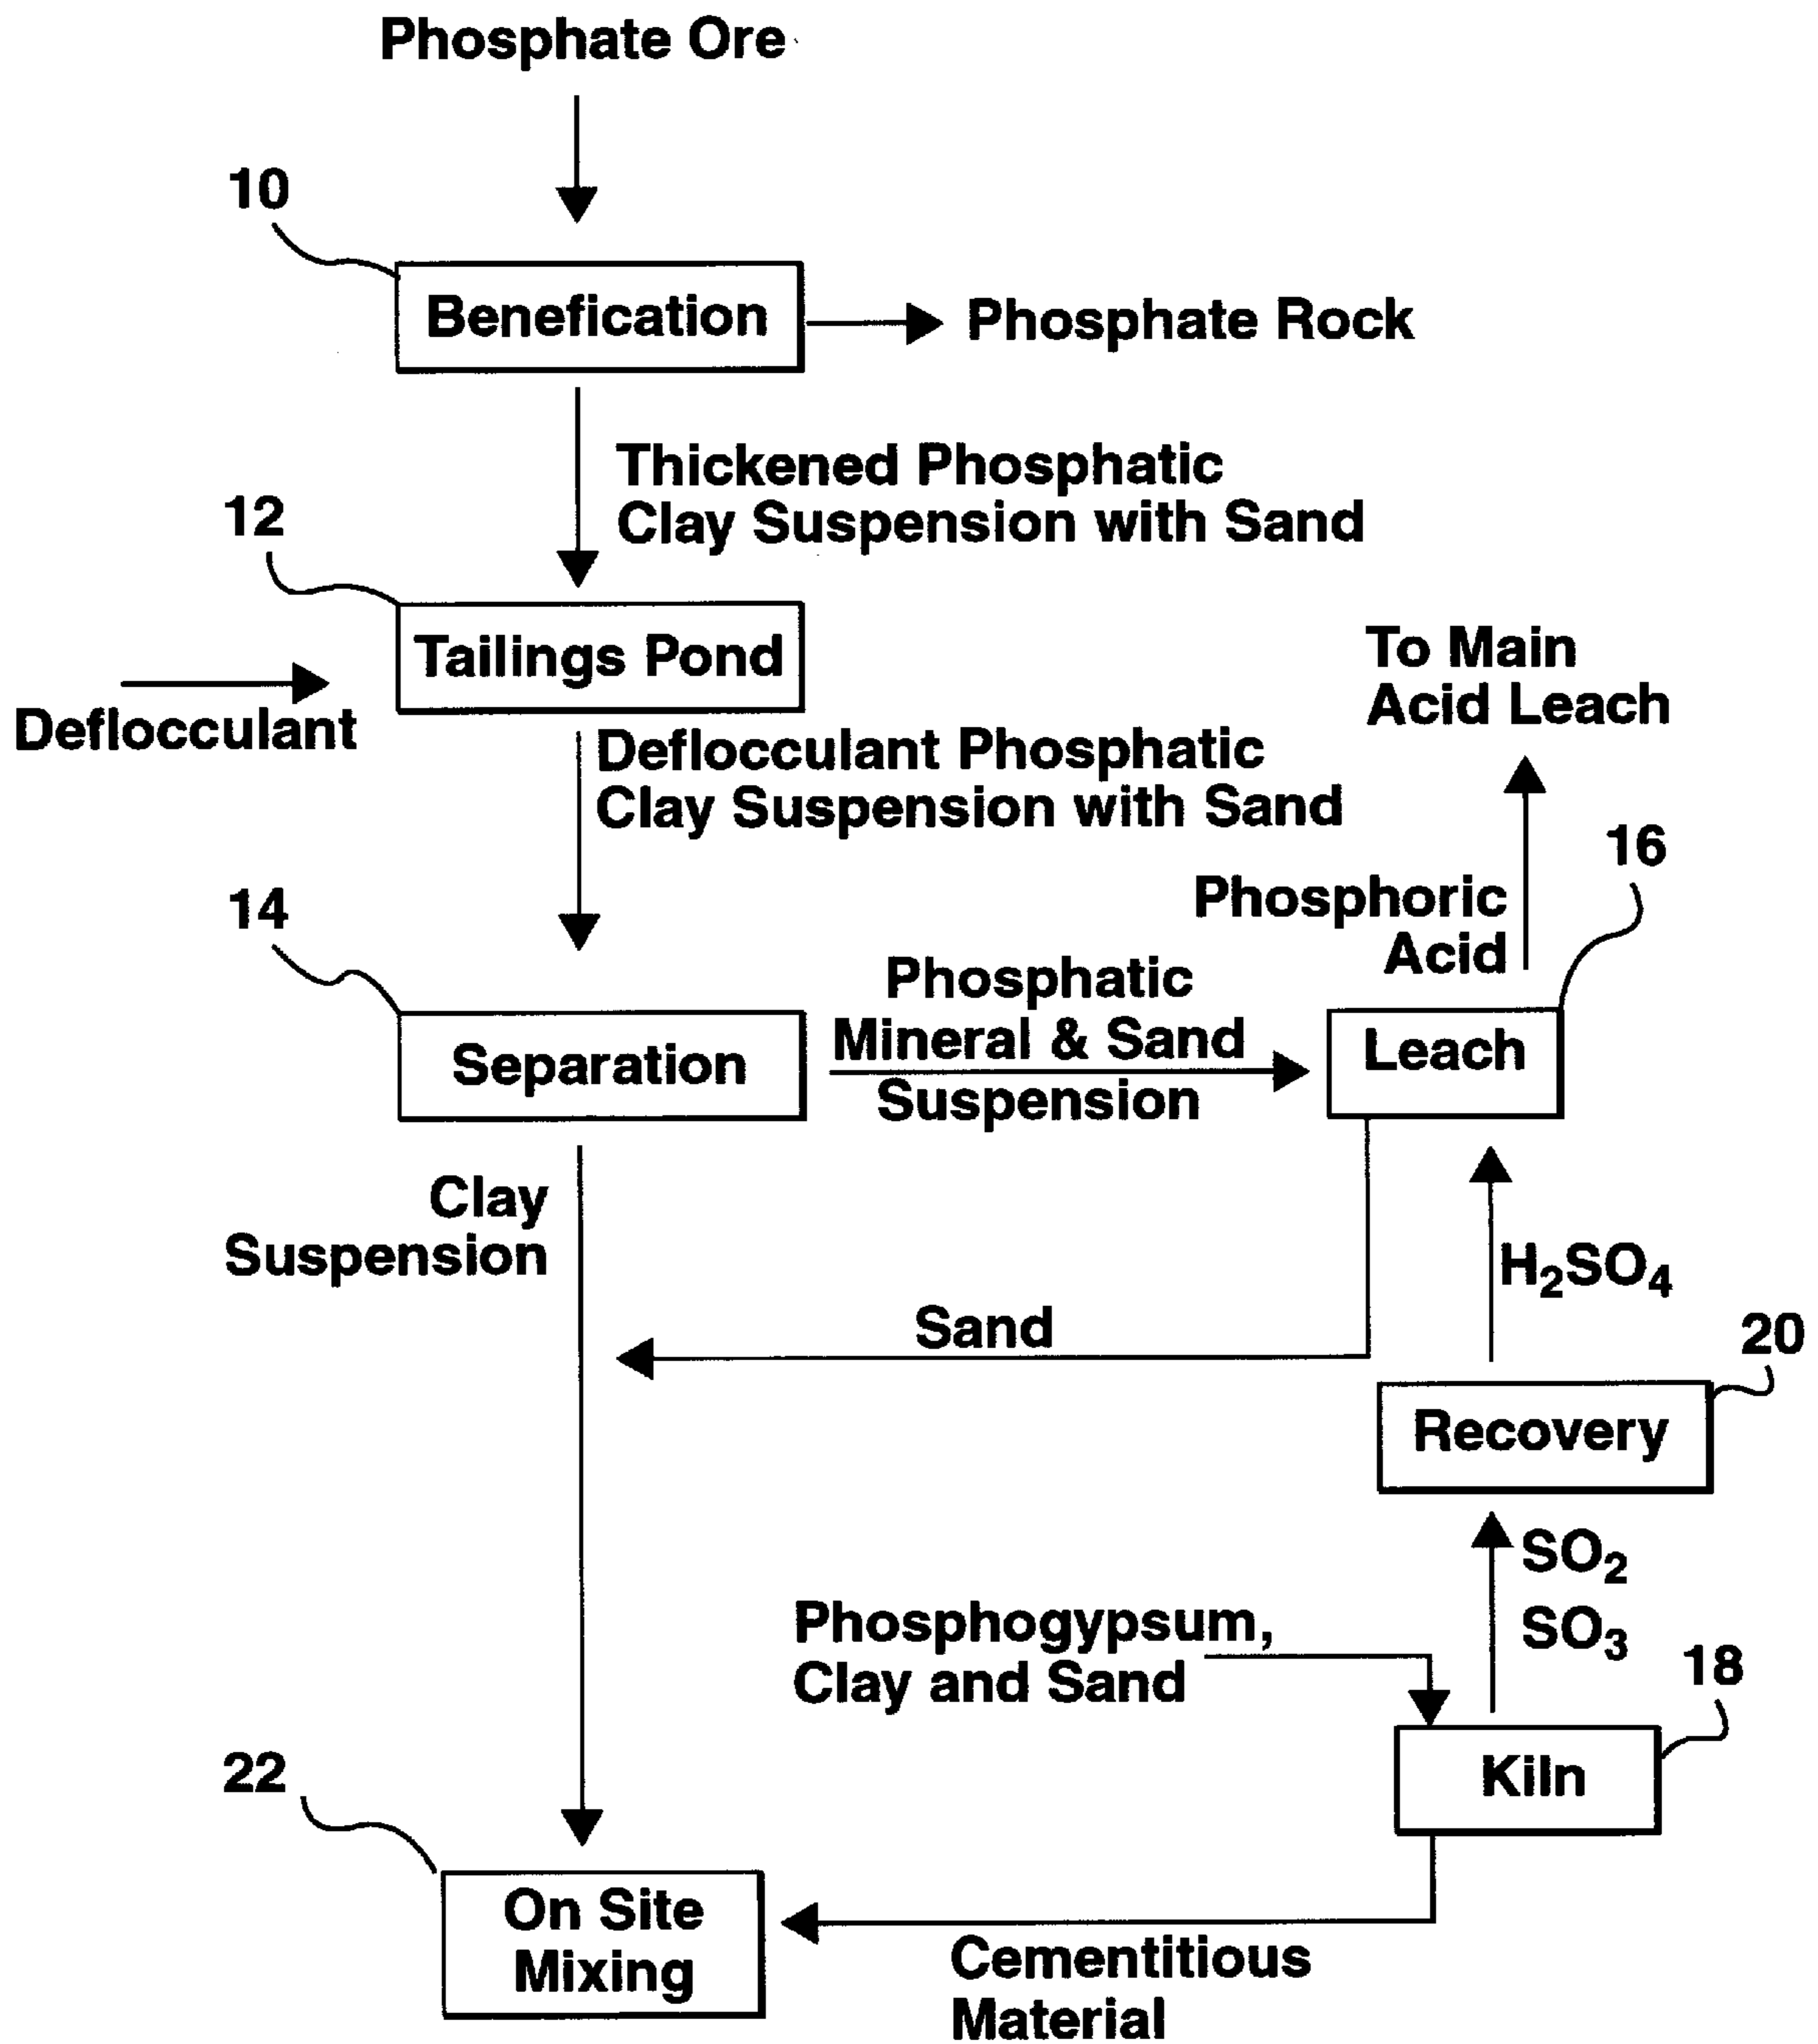 Phosphate Ore
10
Benefication
Phosphate Rock
Thickened Phosphatic
Clay Suspension with Sand
12
Tailings Pond
Deflocculant
To Main
Acid Leach
Deflocculant Phosphatic
Clay Suspension with Sand
16
Phosphoric
Acid
14
Separation
Phosphatic
Mineral & Sand
Suspension
Leach
Clay
Suspension
H₂SO₄
Sand
20
Recovery
SO₂
SO₃
Phosphogypsum,
Clay and Sand
18
Kiln
22
On Site
Mixing
Cementitious
Material